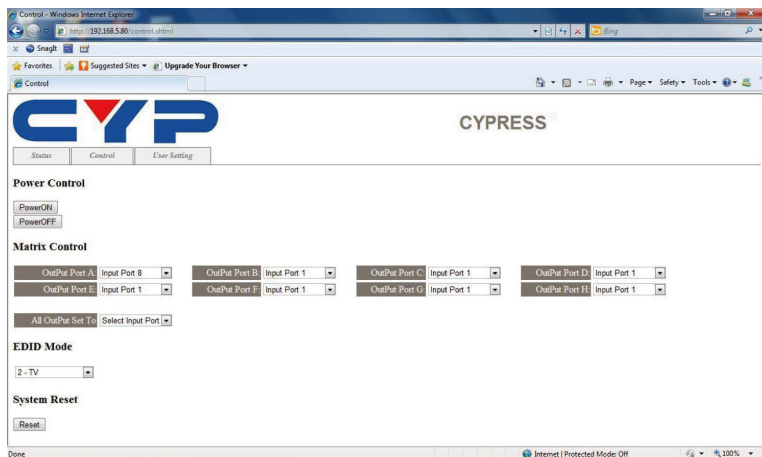 Control - Windows Internet Explorer
http://192.168.5.80/control.shtml
Bing
x SnagIt
Favorites Suggested Sites Upgrade Your Browser
Control
Page Safety Tools
CYP
CYPRESS
Status Control User Setting
Power Control
PowerON
PowerOFF
Matrix Control
OutPut Port A: Input Port 8 OutPut Port B: Input Port 1 OutPut Port C: Input Port 1 OutPut Port D: Input Port 1
OutPut Port E: Input Port 1 OutPut Port F: Input Port 1 OutPut Port G: Input Port 1 OutPut Port H: Input Port 1
All OutPut Set To Select Input Port
EDID Mode
2 - TV
System Reset
Reset
Done Internet | Protected Mode: Off 100%